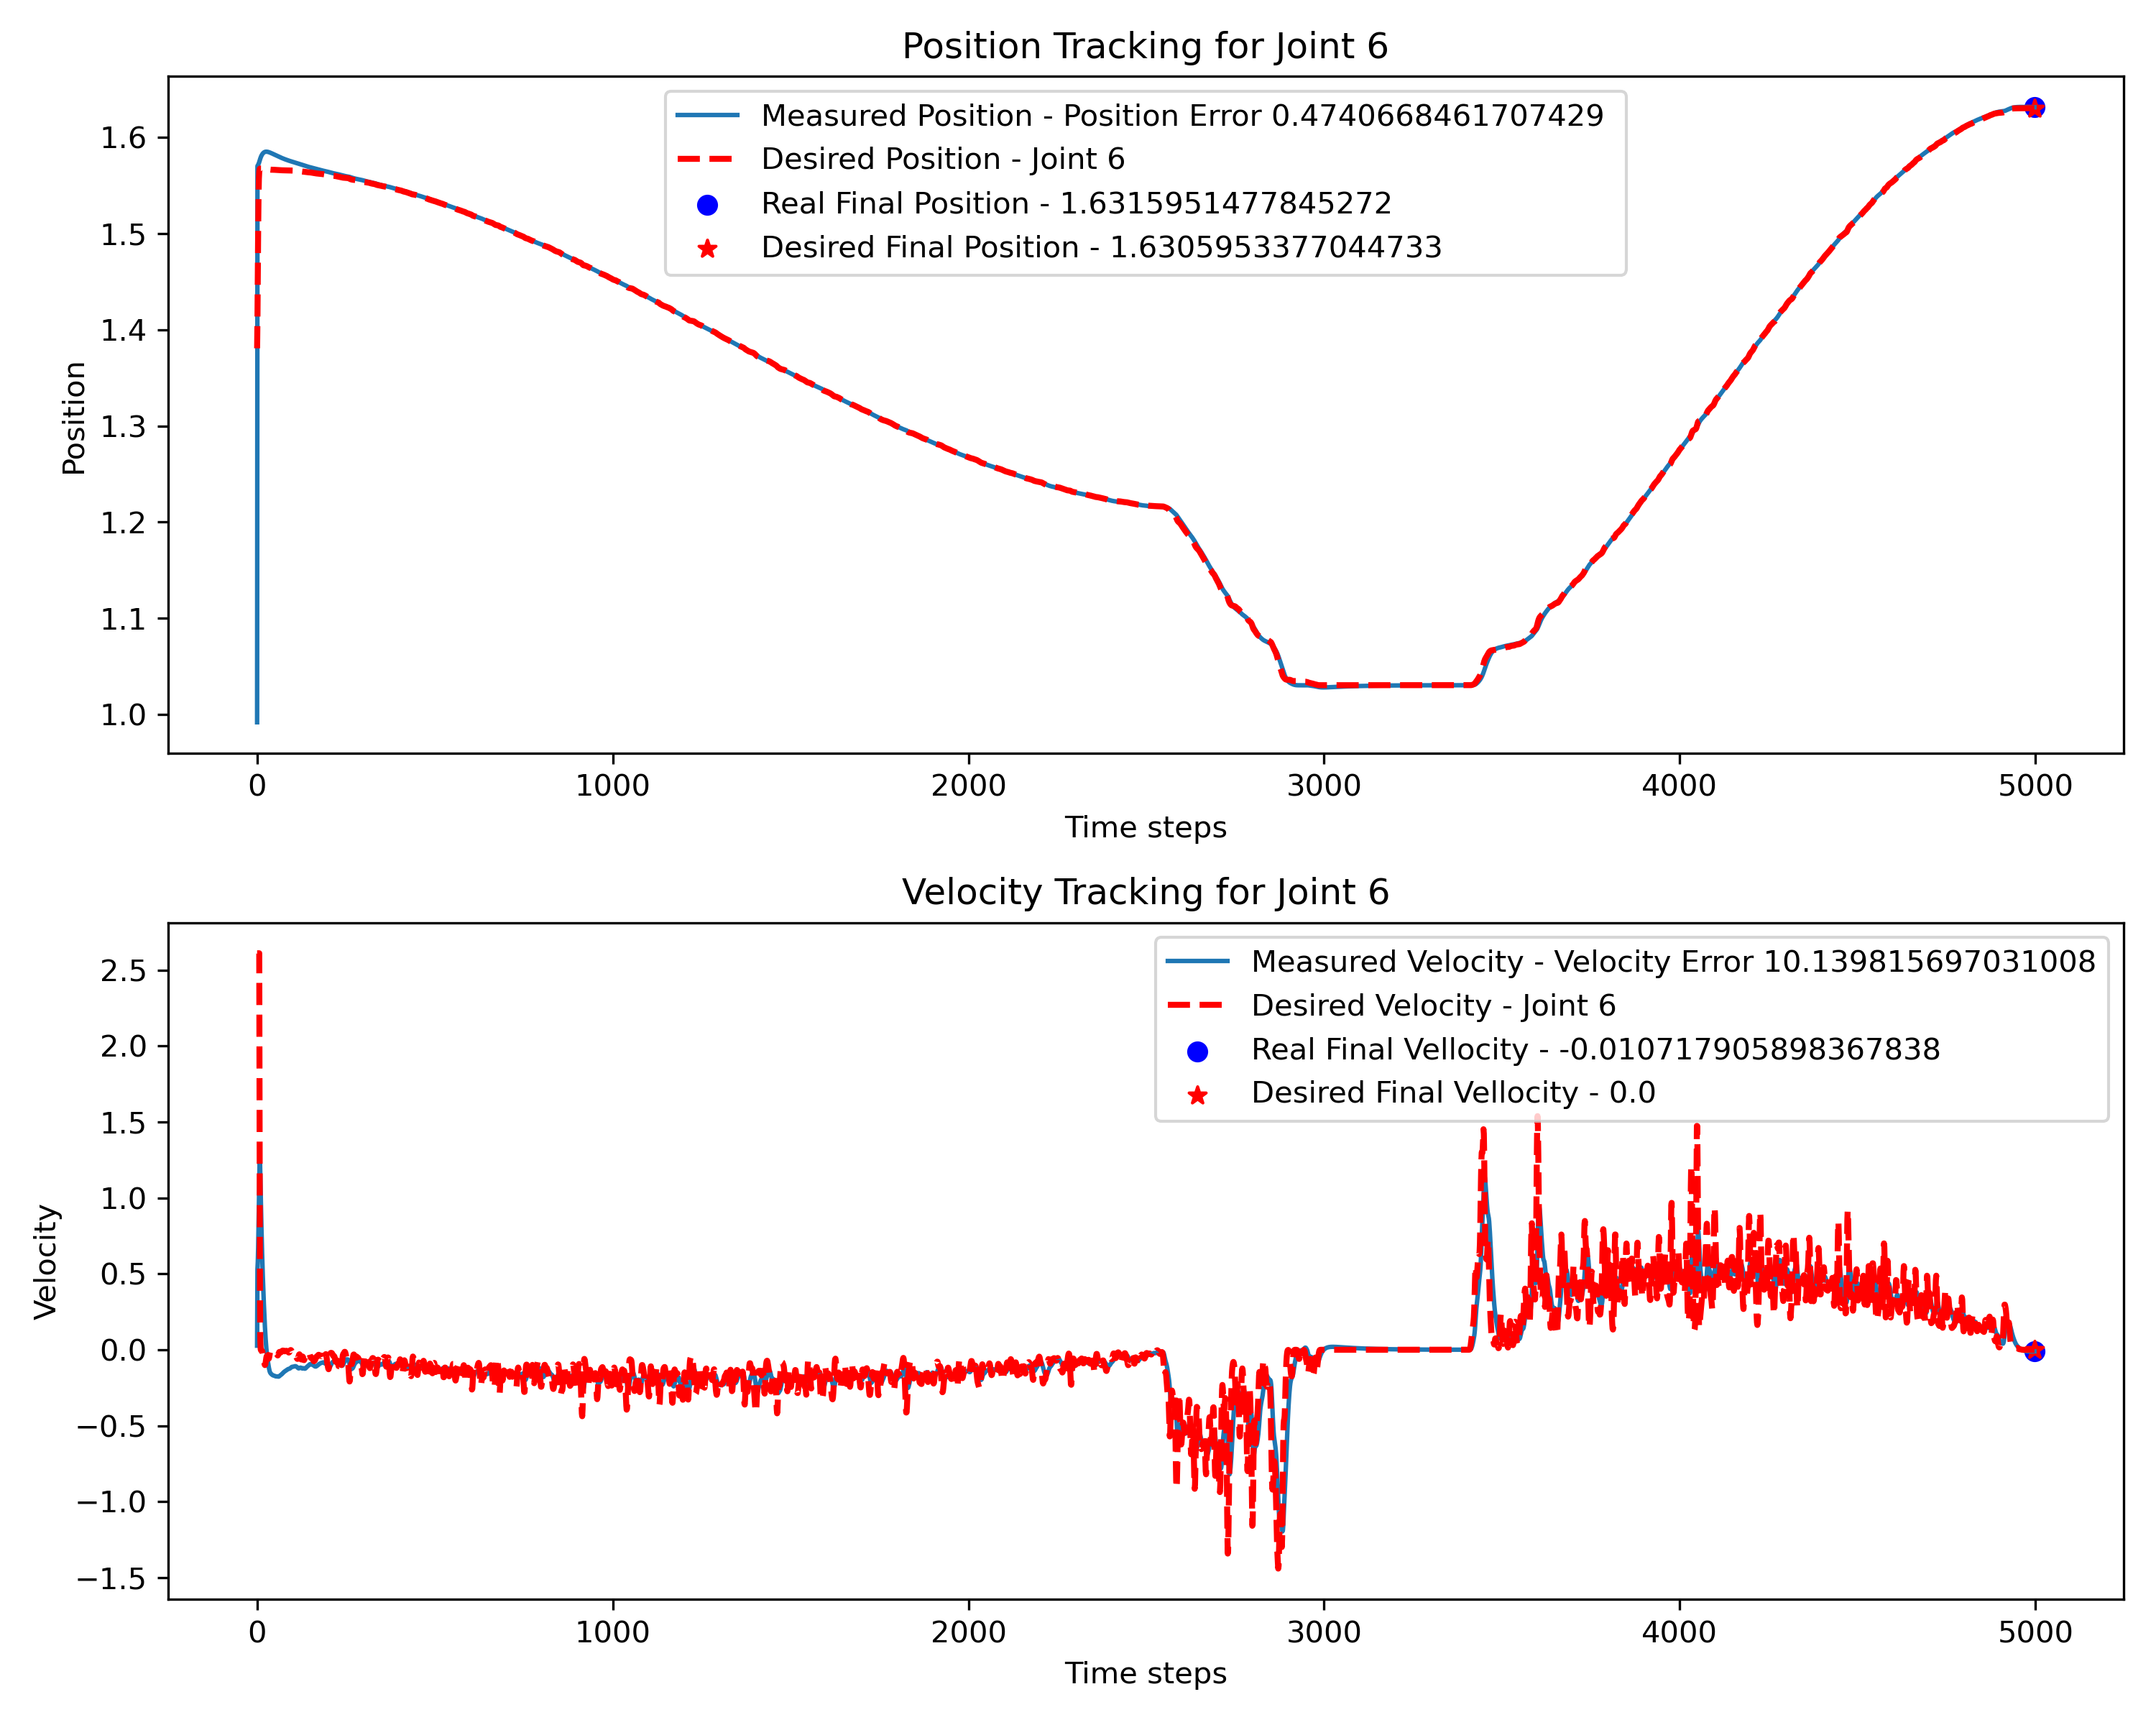 Position Tracking for Joint 6
Measured Position - Position Error 0.4740668461707429
Desired Position - Joint 6
Real Final Position - 1.6315951477845272
Desired Final Position - 1.6305953377044733
1.6
1.5
1.4
1.3
1.2
1.1
1.0
Position
0 1000 2000 3000 4000 5000
Time steps
Velocity Tracking for Joint 6
Measured Velocity - Velocity Error 10.139815697031008
Desired Velocity - Joint 6
Real Final Vellocity - -0.010717905898367838
Desired Final Vellocity - 0.0
2.5
2.0
1.5
1.0
0.5
0.0
−0.5
−1.0
−1.5
Velocity
0 1000 2000 3000 4000 5000
Time steps